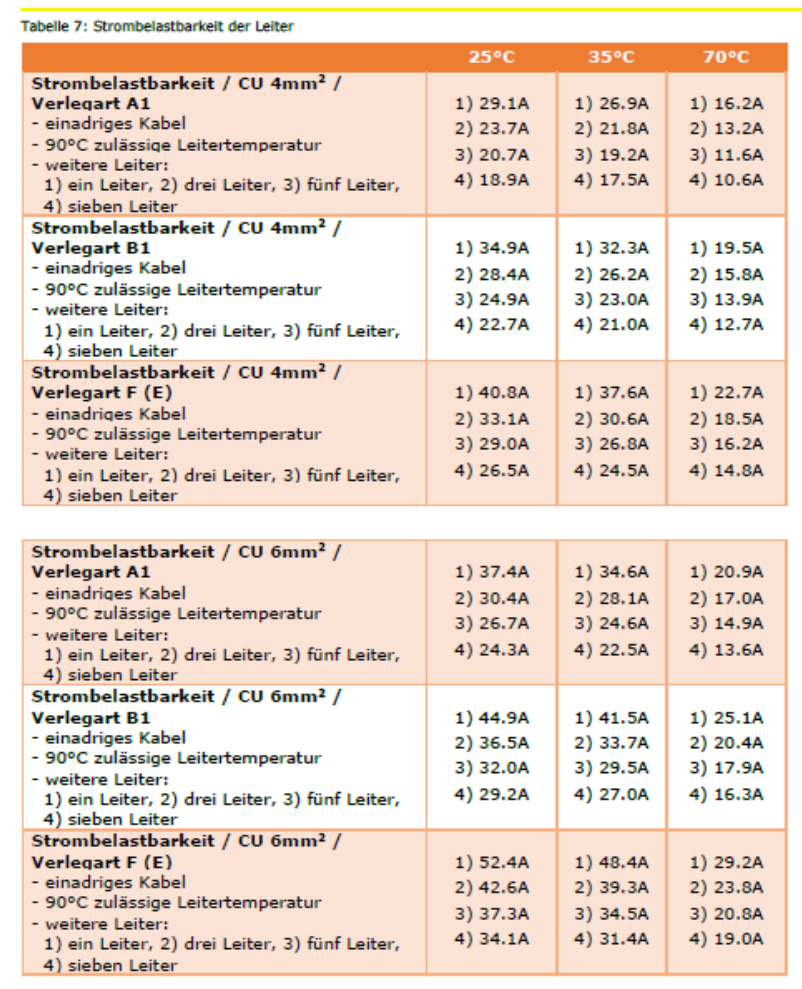 Tabelle 7: Strombelastbarkeit der Leiter
25°C 35°C 70°C
Strombelastbarkeit / CU 4mm² /
Verlegart A1 1) 29.1A 1) 26.9A 1) 16.2A
- einadriges Kabel 2) 23.7A 2) 21.8A 2) 13.2A
- 90°C zulässige Leitertemperatur 3) 20.7A 3) 19.2A 3) 11.6A
- weitere Leiter: 4) 18.9A 4) 17.5A 4) 10.6A
1) ein Leiter, 2) drei Leiter, 3) fünf Leiter,
4) sieben Leiter
Strombelastbarkeit / CU 4mm² /
Verlegart B1 1) 34.9A 1) 32.3A 1) 19.5A
- einadriges Kabel 2) 28.4A 2) 26.2A 2) 15.8A
- 90°C zulässige Leitertemperatur 3) 24.9A 3) 23.0A 3) 13.9A
- weitere Leiter: 4) 22.7A 4) 21.0A 4) 12.7A
1) ein Leiter, 2) drei Leiter, 3) fünf Leiter,
4) sieben Leiter
Strombelastbarkeit / CU 4mm² /
Verlegart F (E) 1) 40.8A 1) 37.6A 1) 22.7A
- einadriges Kabel 2) 33.1A 2) 30.6A 2) 18.5A
- 90°C zulässige Leitertemperatur 3) 29.0A 3) 26.8A 3) 16.2A
- weitere Leiter: 4) 26.5A 4) 24.5A 4) 14.8A
1) ein Leiter, 2) drei Leiter, 3) fünf Leiter,
4) sieben Leiter
Strombelastbarkeit / CU 6mm² /
Verlegart A1 1) 37.4A 1) 34.6A 1) 20.9A
- einadriges Kabel 2) 30.4A 2) 28.1A 2) 17.0A
- 90°C zulässige Leitertemperatur 3) 26.7A 3) 24.6A 3) 14.9A
- weitere Leiter: 4) 24.3A 4) 22.5A 4) 13.6A
1) ein Leiter, 2) drei Leiter, 3) fünf Leiter,
4) sieben Leiter
Strombelastbarkeit / CU 6mm² /
Verlegart B1 1) 44.9A 1) 41.5A 1) 25.1A
- einadriges Kabel 2) 36.5A 2) 33.7A 2) 20.4A
- 90°C zulässige Leitertemperatur 3) 32.0A 3) 29.5A 3) 17.9A
- weitere Leiter: 4) 29.2A 4) 27.0A 4) 16.3A
1) ein Leiter, 2) drei Leiter, 3) fünf Leiter,
4) sieben Leiter
Strombelastbarkeit / CU 6mm² /
Verlegart F (E) 1) 52.4A 1) 48.4A 1) 29.2A
- einadriges Kabel 2) 42.6A 2) 39.3A 2) 23.8A
- 90°C zulässige Leitertemperatur 3) 37.3A 3) 34.5A 3) 20.8A
- weitere Leiter: 4) 34.1A 4) 31.4A 4) 19.0A
1) ein Leiter, 2) drei Leiter, 3) fünf Leiter,
4) sieben Leiter